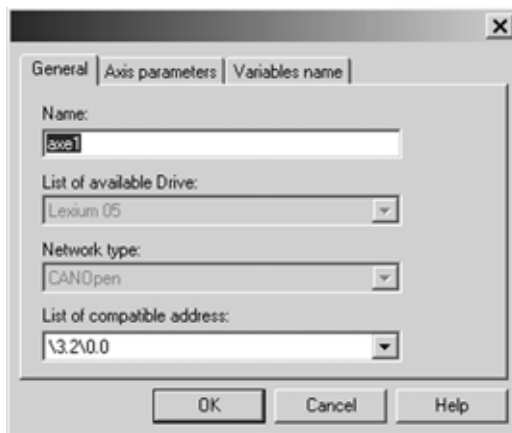 General
Axis parameters
Variables name
Name:
axe1
List of available Drive:
Lexium 05
Network type:
CANOpen
List of compatible address:
\3.2\0.0
OK
Cancel
Help